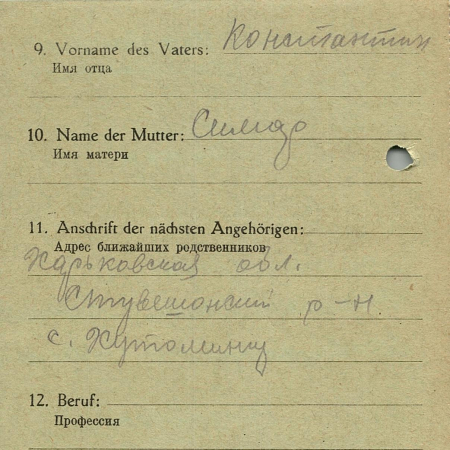 9. Vorname des Vaters: Константин
Имя отца
10. Name der Mutter:
Имя матери
11. Anschrift der nächsten Angehörigen:
Адрес ближайших родственников
Харьковская обл.
р-н
с.
12. Beruf:
Профессия